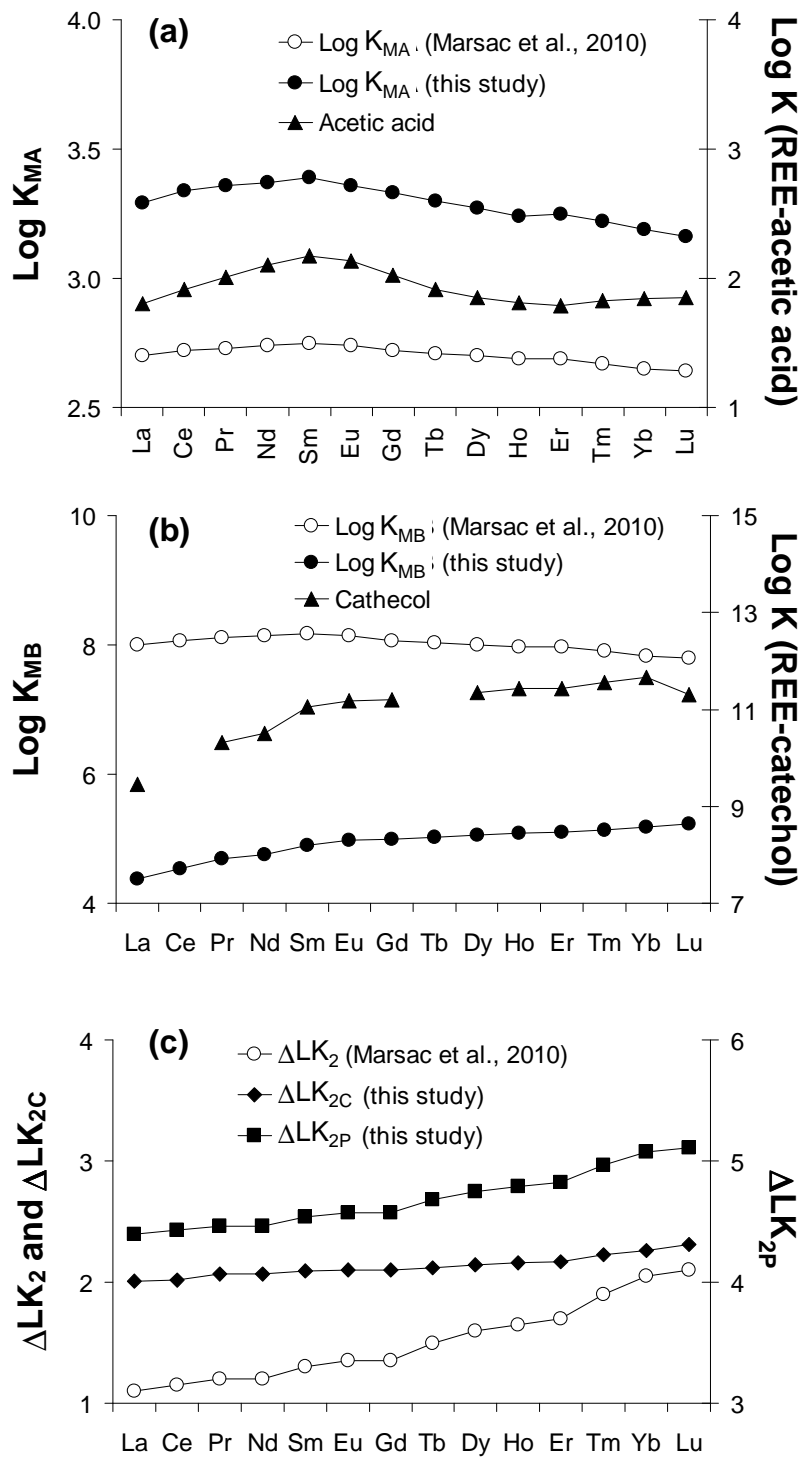 (a)
Log KMA (Marsac et al., 2010)
Log KMA (this study)
Acetic acid
4.0
3.5
3.0
2.5
Log KMA
4
3
2
1
Log K (REE-acetic acid)
La Ce Pr Nd Sm Eu Gd Tb Dy Ho Er Tm Yb Lu
(b)
Log KMB (Marsac et al., 2010)
Log KMB (this study)
Cathecol
10
8
6
4
Log KMB
15
13
11
9
7
Log K (REE-catechol)
La Ce Pr Nd Sm Eu Gd Tb Dy Ho Er Tm Yb Lu
(c)
ΔLK2 (Marsac et al., 2010)
ΔLK2C (this study)
ΔLK2P (this study)
4
3
2
1
ΔLK2 and ΔLK2C
6
5
4
3
ΔLK2P
La Ce Pr Nd Sm Eu Gd Tb Dy Ho Er Tm Yb Lu